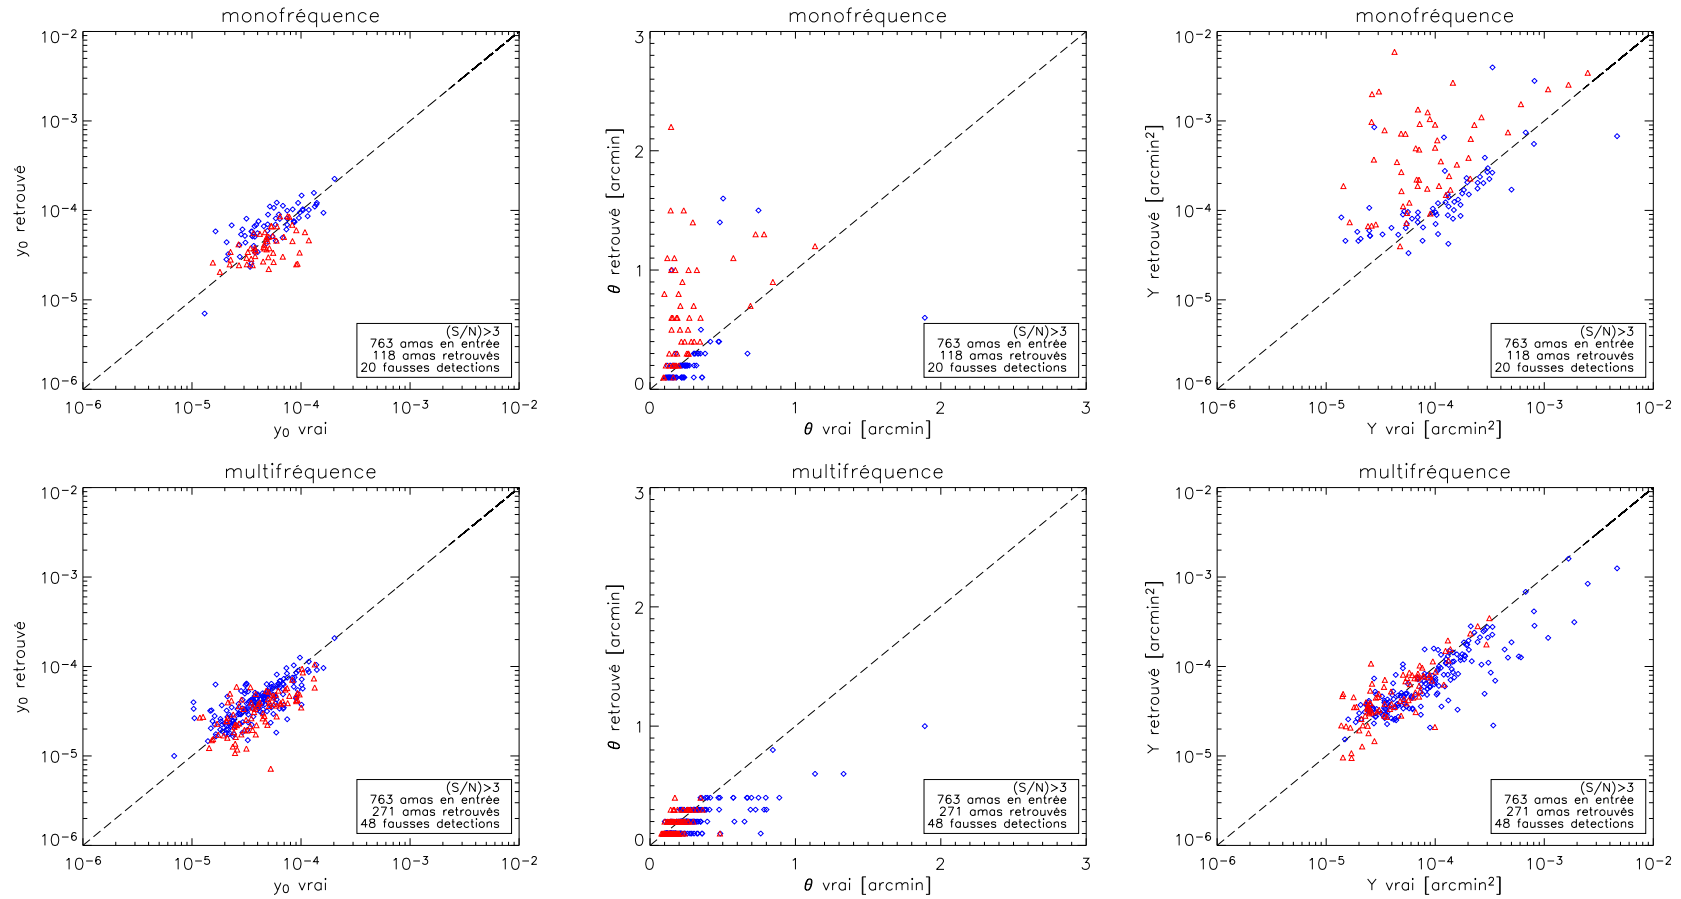 monofréquence
monofréquence
monofréquence
10-2
10-3
10-4
10-5
10-6
y0 retrouvé
(S/N)>3
763 amas en entrée
118 amas retrouvés
20 fausses detections
10-6 10-5 10-4 10-3 10-2
y0 vrai
3
2
1
0
θ retrouvé [arcmin]
(S/N)>3
763 amas en entrée
118 amas retrouvés
20 fausses detections
0 1 2 3
θ vrai [arcmin]
10-2
10-3
10-4
10-5
10-6
Y retrouvé [arcmin2]
(S/N)>3
763 amas en entrée
118 amas retrouvés
20 fausses detections
10-6 10-5 10-4 10-3 10-2
Y vrai [arcmin2]
multifréquence
multifréquence
multifréquence
10-2
10-3
10-4
10-5
10-6
y0 retrouvé
(S/N)>3
763 amas en entrée
271 amas retrouvés
48 fausses detections
10-6 10-5 10-4 10-3 10-2
y0 vrai
3
2
1
0
θ retrouvé [arcmin]
(S/N)>3
763 amas en entrée
271 amas retrouvés
48 fausses detections
0 1 2 3
θ vrai [arcmin]
10-2
10-3
10-4
10-5
10-6
Y retrouvé [arcmin2]
(S/N)>3
763 amas en entrée
271 amas retrouvés
48 fausses detections
10-6 10-5 10-4 10-3 10-2
Y vrai [arcmin2]